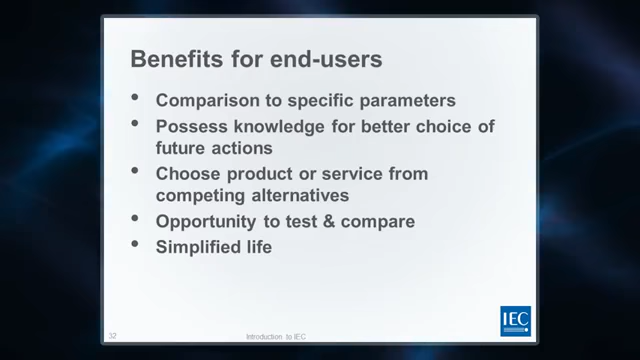 Benefits for end-users
• Comparison to specific parameters
• Possess knowledge for better choice of
future actions
• Choose product or service from
competing alternatives
• Opportunity to test & compare
• Simplified life
IEC
32
Introduction to IEC